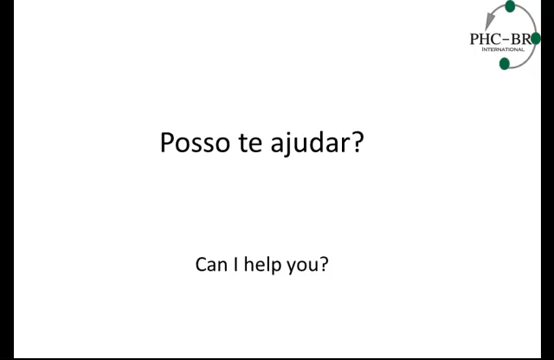 PHC-BR
INTERNATIONAL
Posso te ajudar?
Can I help you?